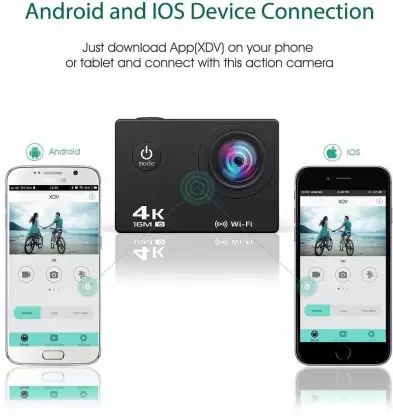 Android and IOS Device Connection
Just download App(XDV) on your phone
or tablet and connect with this action camera
Android
iOS
mode
XDV
XDV
4K
16M
Wi-Fi